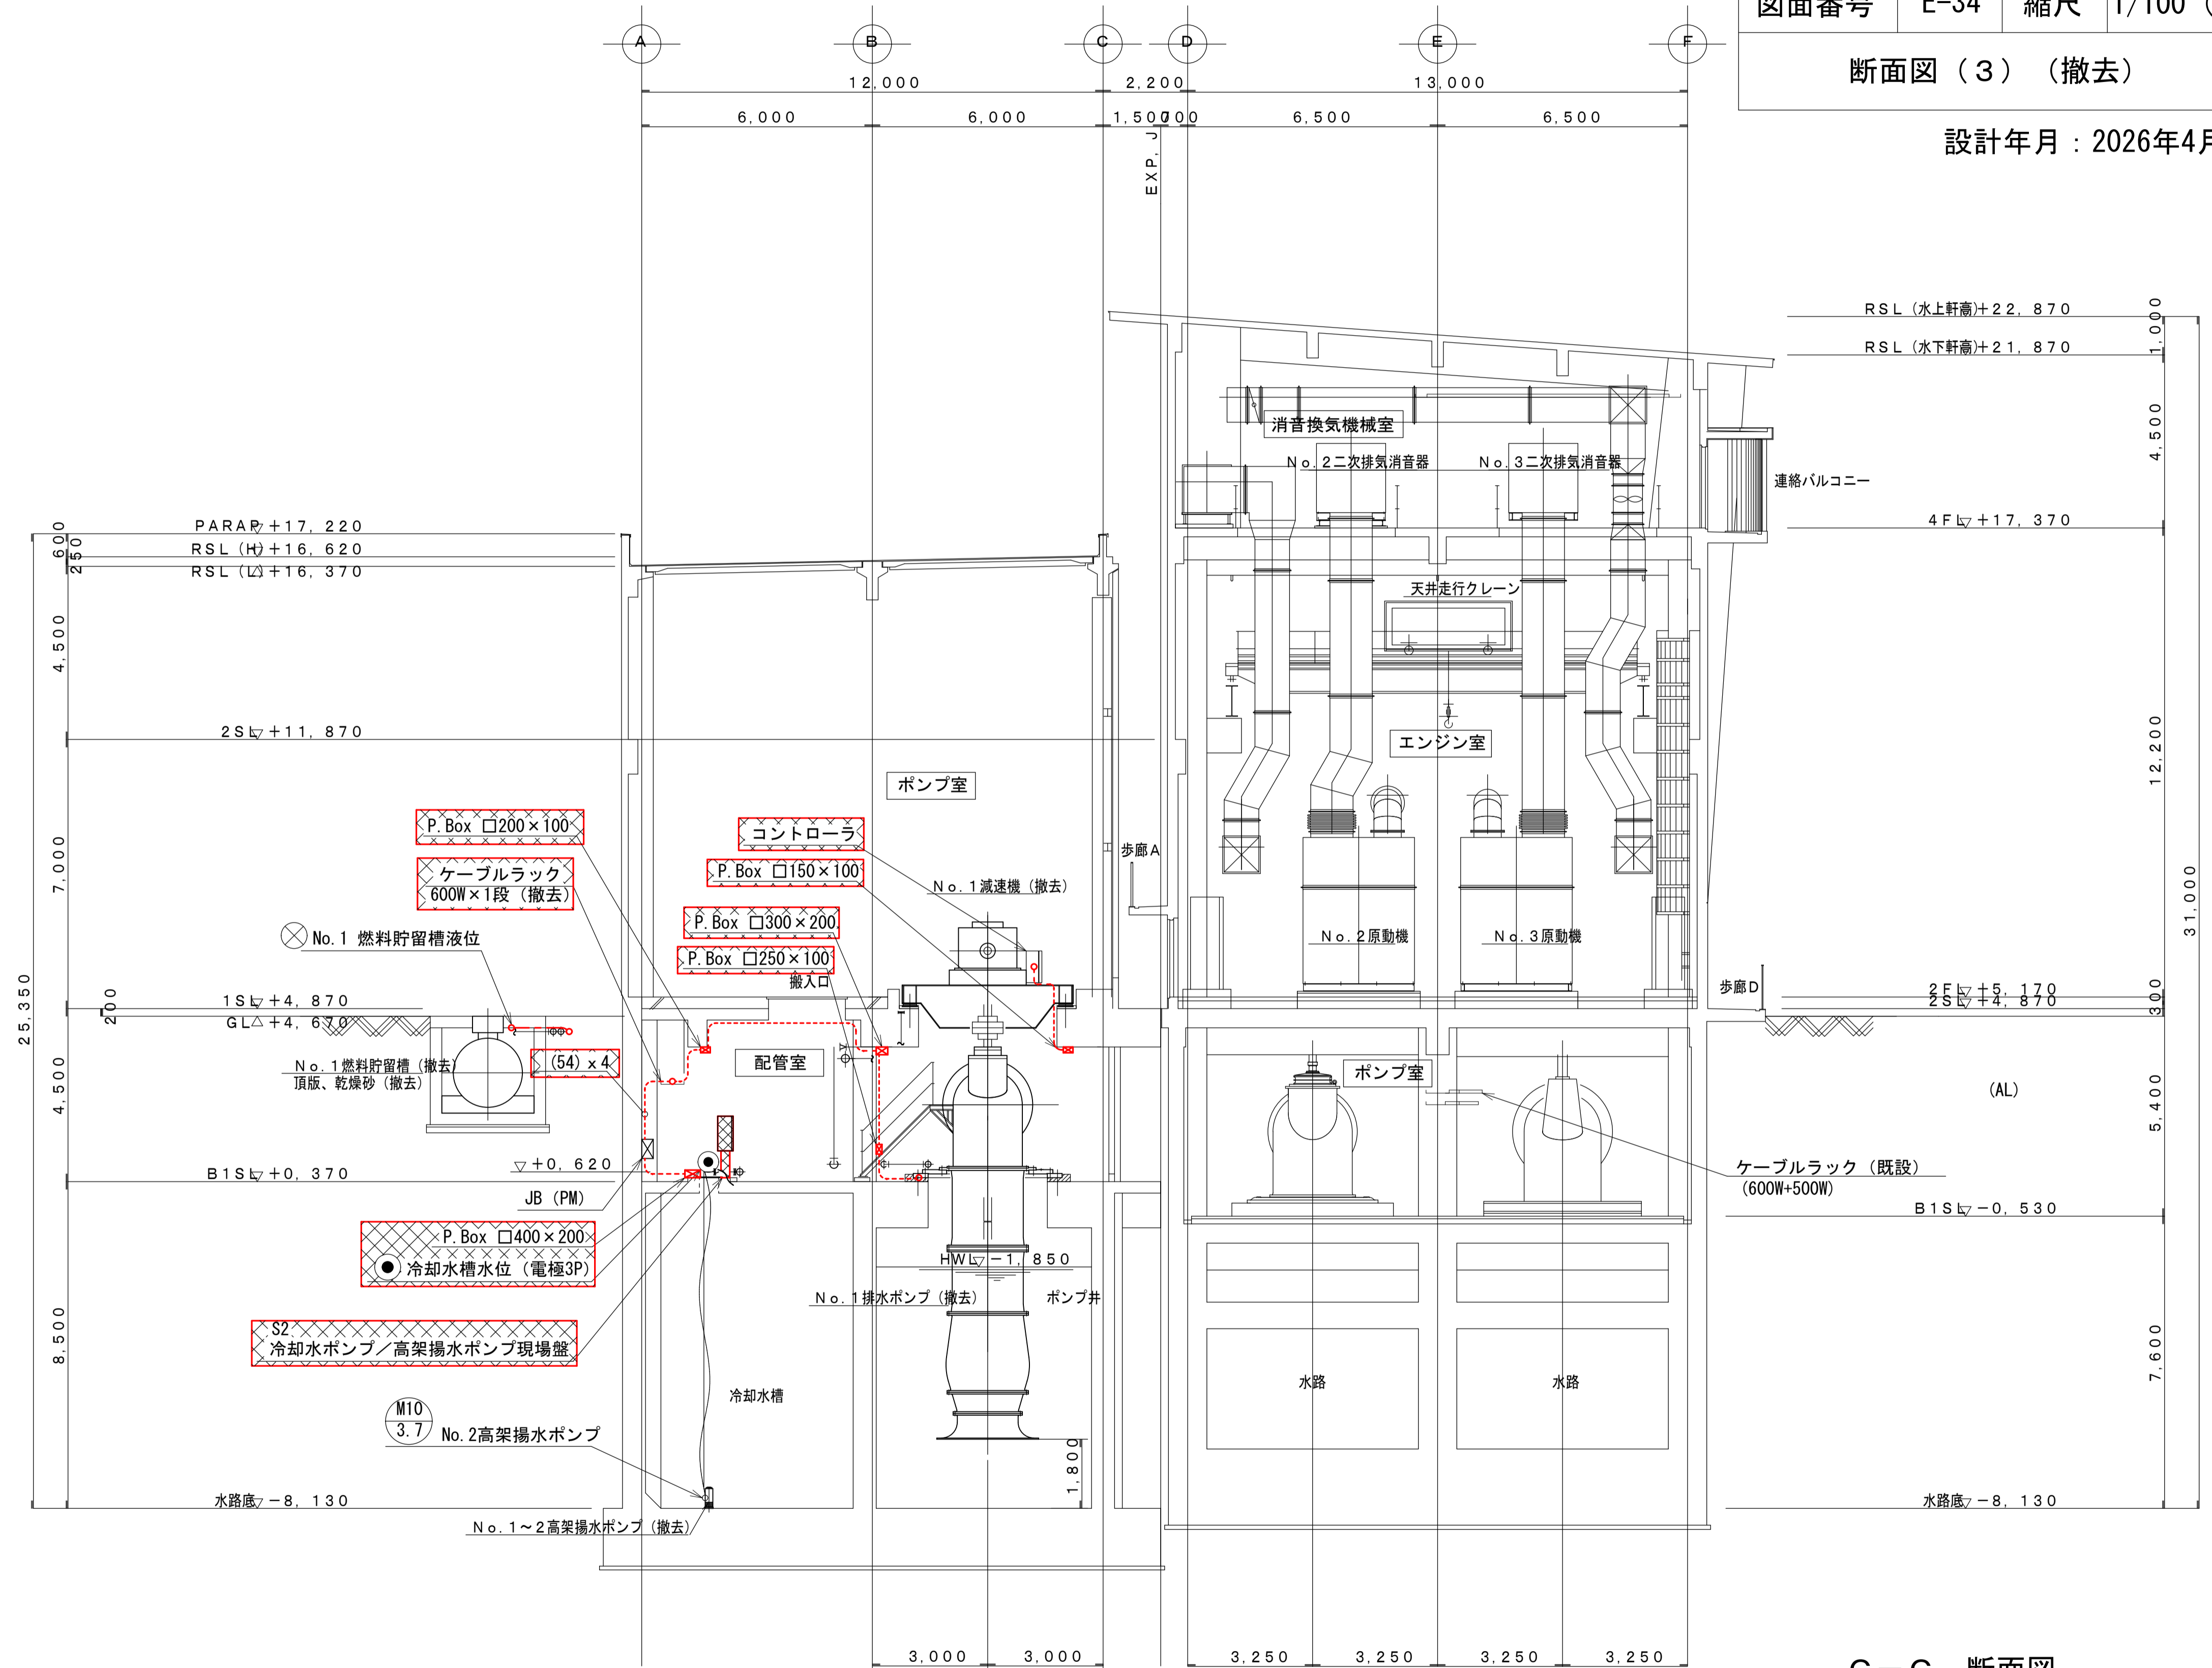 図面番号 E-34 縮尺 1/100
断面図（3）（撤去）
設計年月：2026年4月
A B C D E F
12,000 2,200 13,000
6,000 6,000 1,500 700 6,500 6,500
EXP, J
RSL（水上軒高）+22, 870
RSL（水下軒高）+21, 870
1,000
4,500
消音換気機械室
No. 2二次排気消音器
No. 3二次排気消音器
連絡バルコニー
4FL▽+17, 370
PARAP▽+17, 220
RSL（H）+16, 620
RSL（L）+16, 370
600
250
4,500
天井走行クレーン
2SL▽+11, 870
エンジン室
12,200
ポンプ室
P.Box □200×100
コントローラ
ケーブルラック
600W×1段（撤去）
P.Box □150×100
歩廊A
7,000
No. 1減速機（撤去）
P.Box □300×200
No.1 燃料貯留槽液位
P.Box □250×100
搬入口
No. 2原動機
No. 3原動機
31,000
25,350
歩廊D
1SL▽+4, 870
200
GL△+4, 670
2FL▽+5, 170
2SL▽+4, 870
300
No. 1燃料貯留槽（撤去）
頂版、乾燥砂（撤去）
(54)x4
配管室
ポンプ室
(AL)
4,500
5,400
▽+0, 620
B1SL▽+0, 370
JB（PM）
ケーブルラック（既設）
(600W+500W)
B1SL▽-0, 530
P.Box □400×200
冷却水槽水位（電極3P）
HWL▽-1, 850
No. 1排水ポンプ（撤去）
ポンプ井
S2
冷却水ポンプ／高架揚水ポンプ現場盤
8,500
7,600
冷却水槽
水路
水路
M10
3.7
No.2高架揚水ポンプ
1,800
水路底▽-8, 130
水路底▽-8, 130
No. 1～2高架揚水ポンプ（撤去）
3,000 3,000 3,250 3,250 3,250 3,250